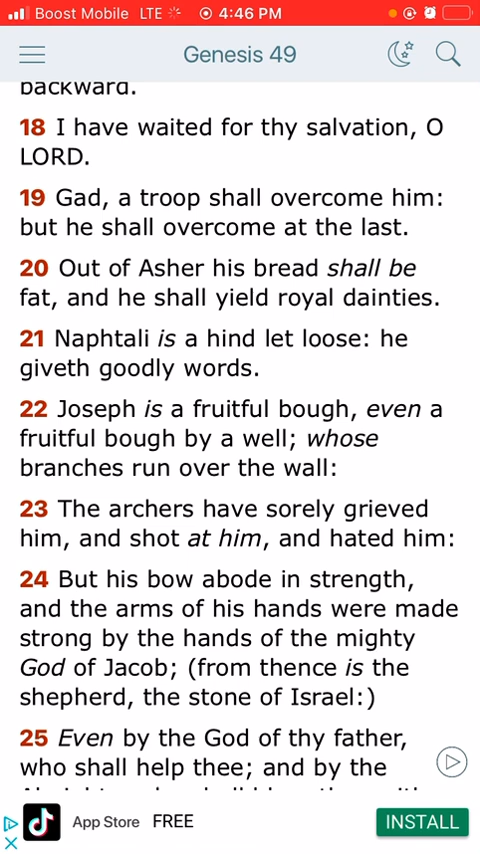 Boost Mobile LTE 4:46 PM
Genesis 49
backward.
18 I have waited for thy salvation, O
LORD.
19 Gad, a troop shall overcome him:
but he shall overcome at the last.
20 Out of Asher his bread shall be
fat, and he shall yield royal dainties.
21 Naphtali is a hind let loose: he
giveth goodly words.
22 Joseph is a fruitful bough, even a
fruitful bough by a well; whose
branches run over the wall:
23 The archers have sorely grieved
him, and shot at him, and hated him:
24 But his bow abode in strength,
and the arms of his hands were made
strong by the hands of the mighty
God of Jacob; (from thence is the
shepherd, the stone of Israel:)
25 Even by the God of thy father,
who shall help thee; and by the
App Store FREE
INSTALL